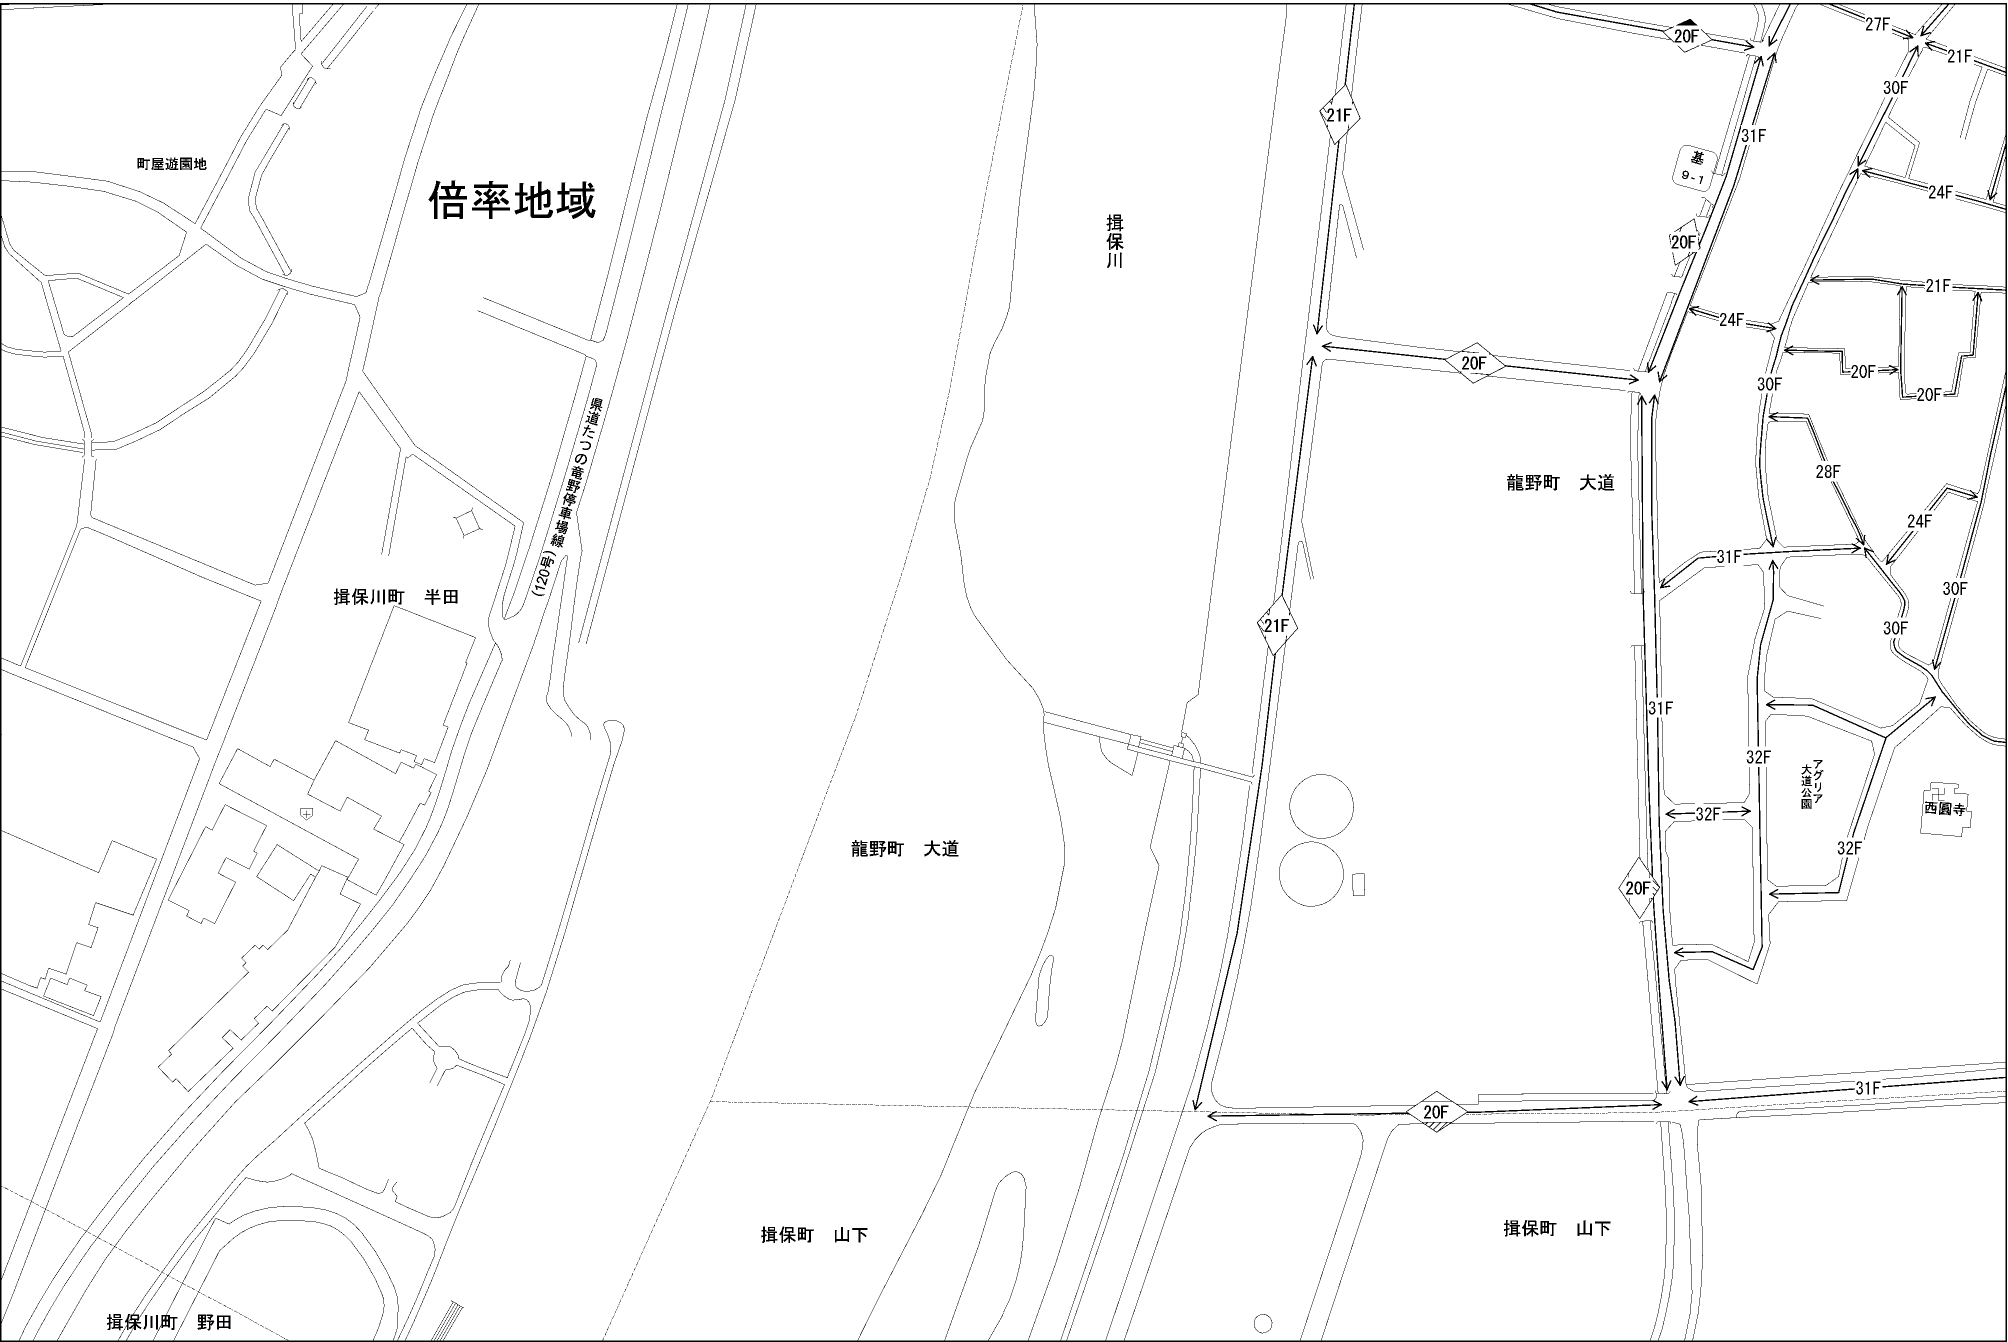 20F
27F
21F
30F
21F
31F
町屋遊園地
基
9-1
24F
倍率地域
揖保川
20F
21F
24F
20F
30F
20F
20F
県道たつの竜野停車場線
(120号)
28F
龍野町　大道
24F
31F
30F
揖保川町　半田
21F
30F
31F
32F
アグリア
大道公園
西圓寺
32F
龍野町　大道
32F
20F
31F
20F
揖保町　山下
揖保町　山下
揖保川町　野田